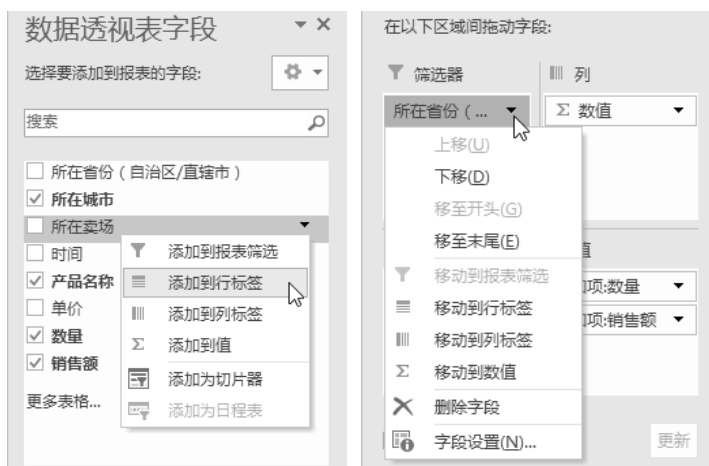 数据透视表字段
选择要添加到报表的字段:
搜索
所在省份（自治区/直辖市）
所在城市
所在卖场
时间
产品名称
单价
数量
销售额
更多表格...
添加到报表筛选
添加到行标签
添加到列标签
添加到值
添加为切片器
添加为日程表
在以下区域间拖动字段:
筛选器
列
所在省份（...
Σ 数值
上移(U)
下移(D)
移至开头(G)
移至末尾(E)
移动到报表筛选
移动到行标签
移动到列标签
移动到数值
删除字段
字段设置(N)...
值
项:数量
项:销售额
更新